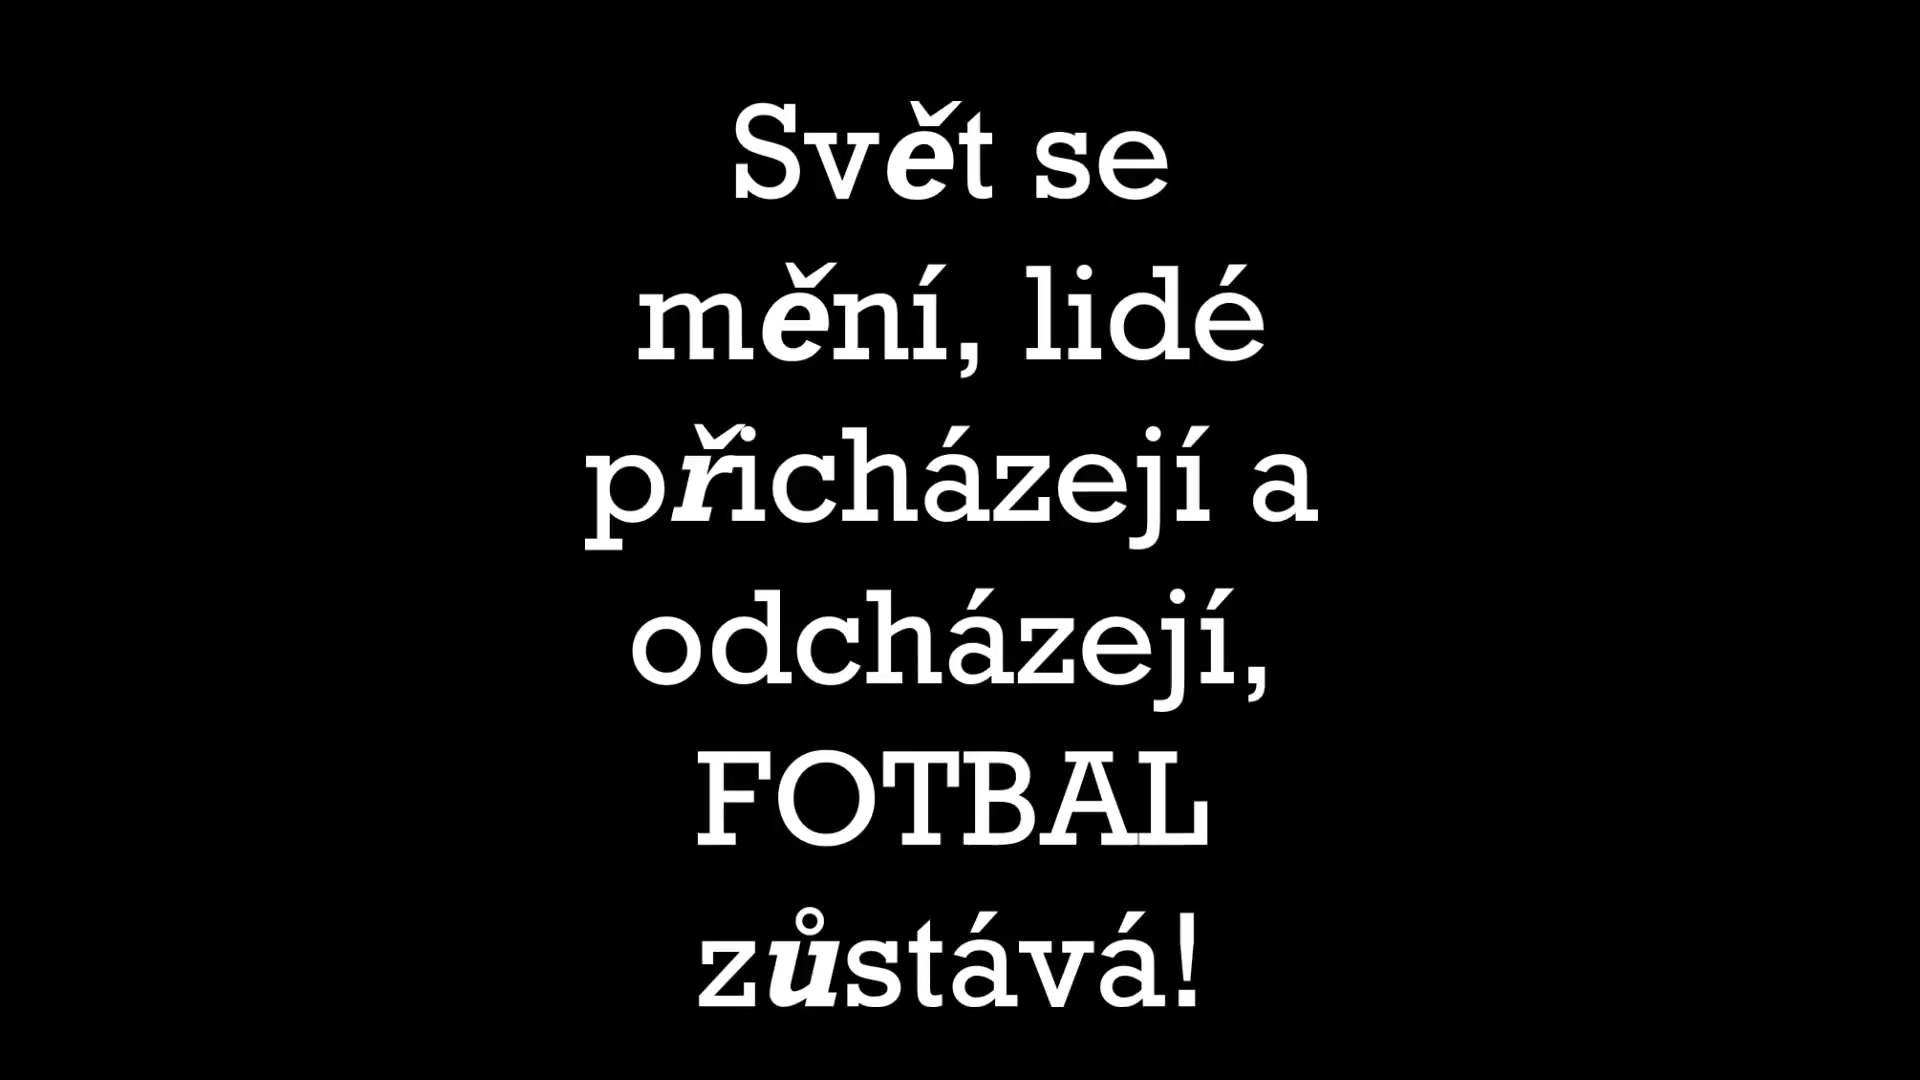 Svět se
mění, lidé
přicházejí a
odcházejí,
FOTBAL
zůstává!